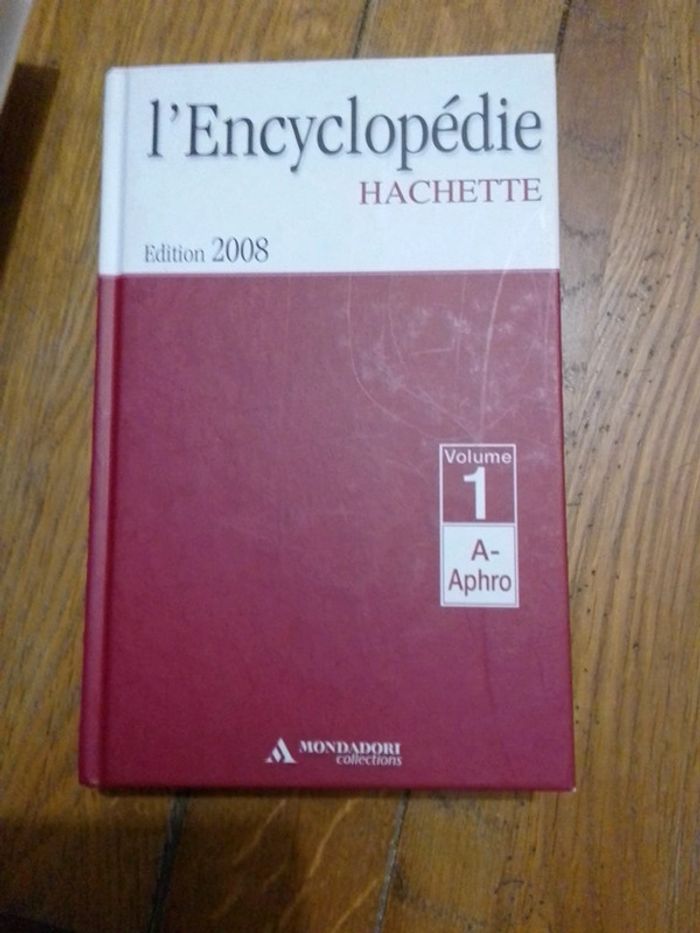 l'Encyclopédie
HACHETTE
Edition 2008
Volume
1
A-
Aphro
MONDADORI
collections